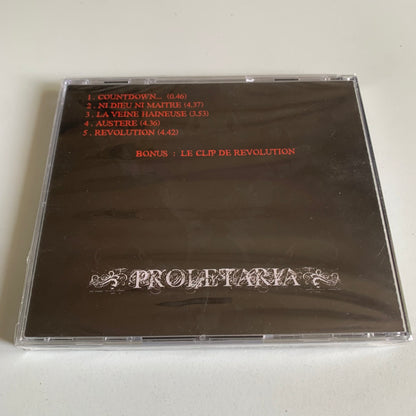 1 . COUNTDOWN... (0.46)
2 . NI DIEU NI MAITRE (4.37)
3 . LA VEINE HAINEUSE (3.53)
4 . AUSTERE (4.36)
5 . REVOLUTION (4.42)
BONUS : LE CLIP DE REVOLUTION
PROLETARIA